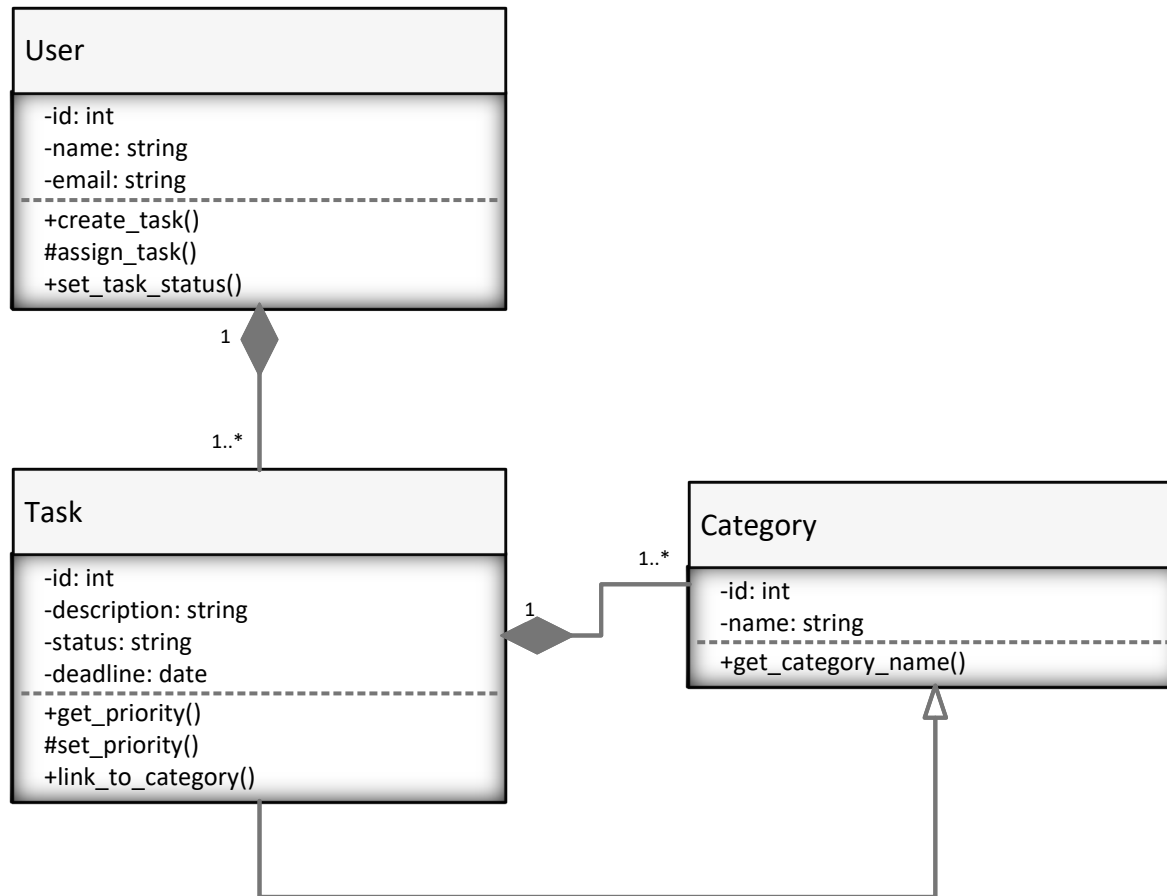 User
-id: int
-name: string
-email: string
+create_task()
#assign_task()
+set_task_status()
1
1..*
Task
-id: int
-description: string
-status: string
-deadline: date
+get_priority()
#set_priority()
+link_to_category()
1
1..*
Category
-id: int
-name: string
+get_category_name()